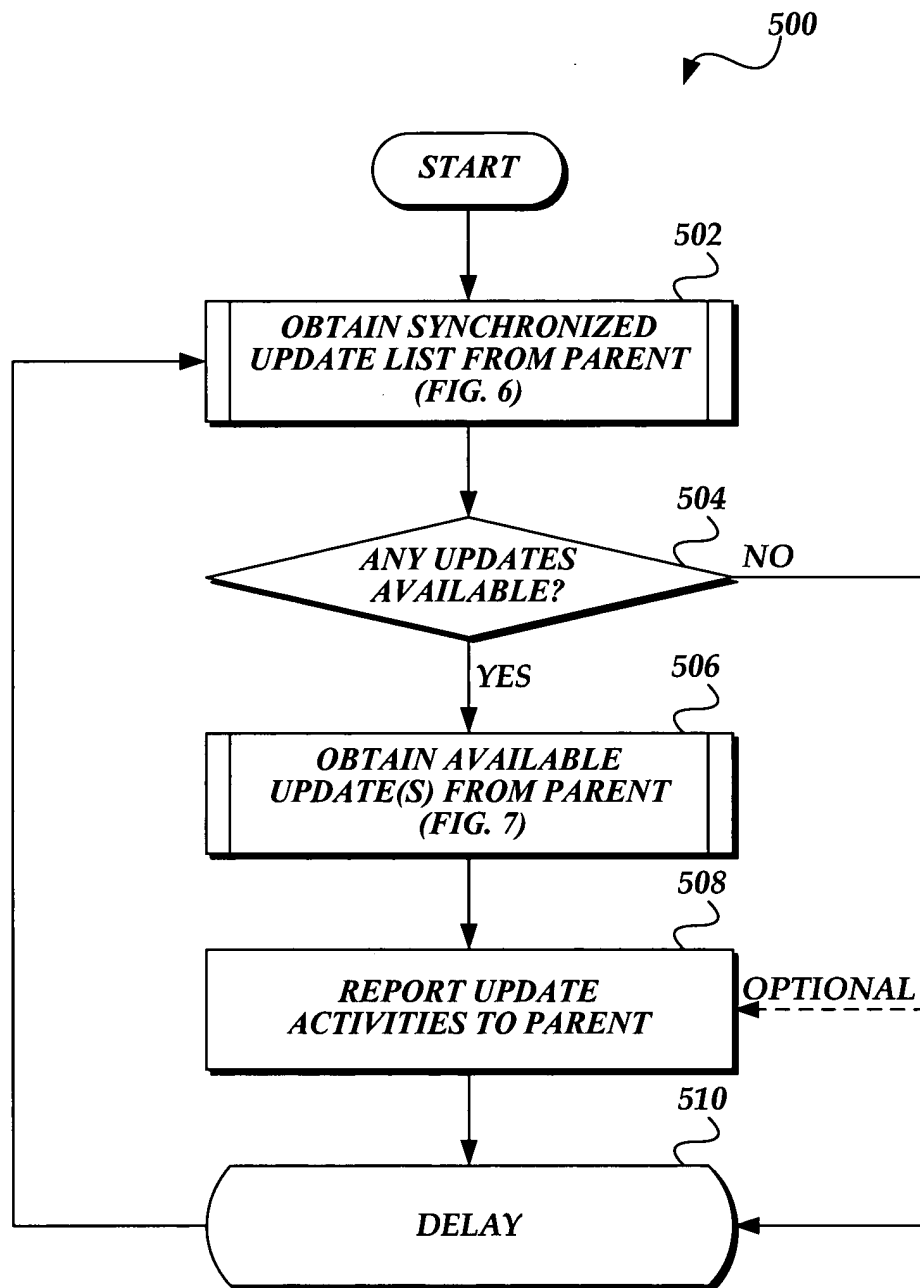 500
START
502
OBTAIN SYNCHRONIZED
UPDATE LIST FROM PARENT
(FIG. 6)
504
ANY UPDATES
AVAILABLE?
NO
YES
506
OBTAIN AVAILABLE
UPDATE(S) FROM PARENT
(FIG. 7)
508
REPORT UPDATE
ACTIVITIES TO PARENT
OPTIONAL
510
DELAY